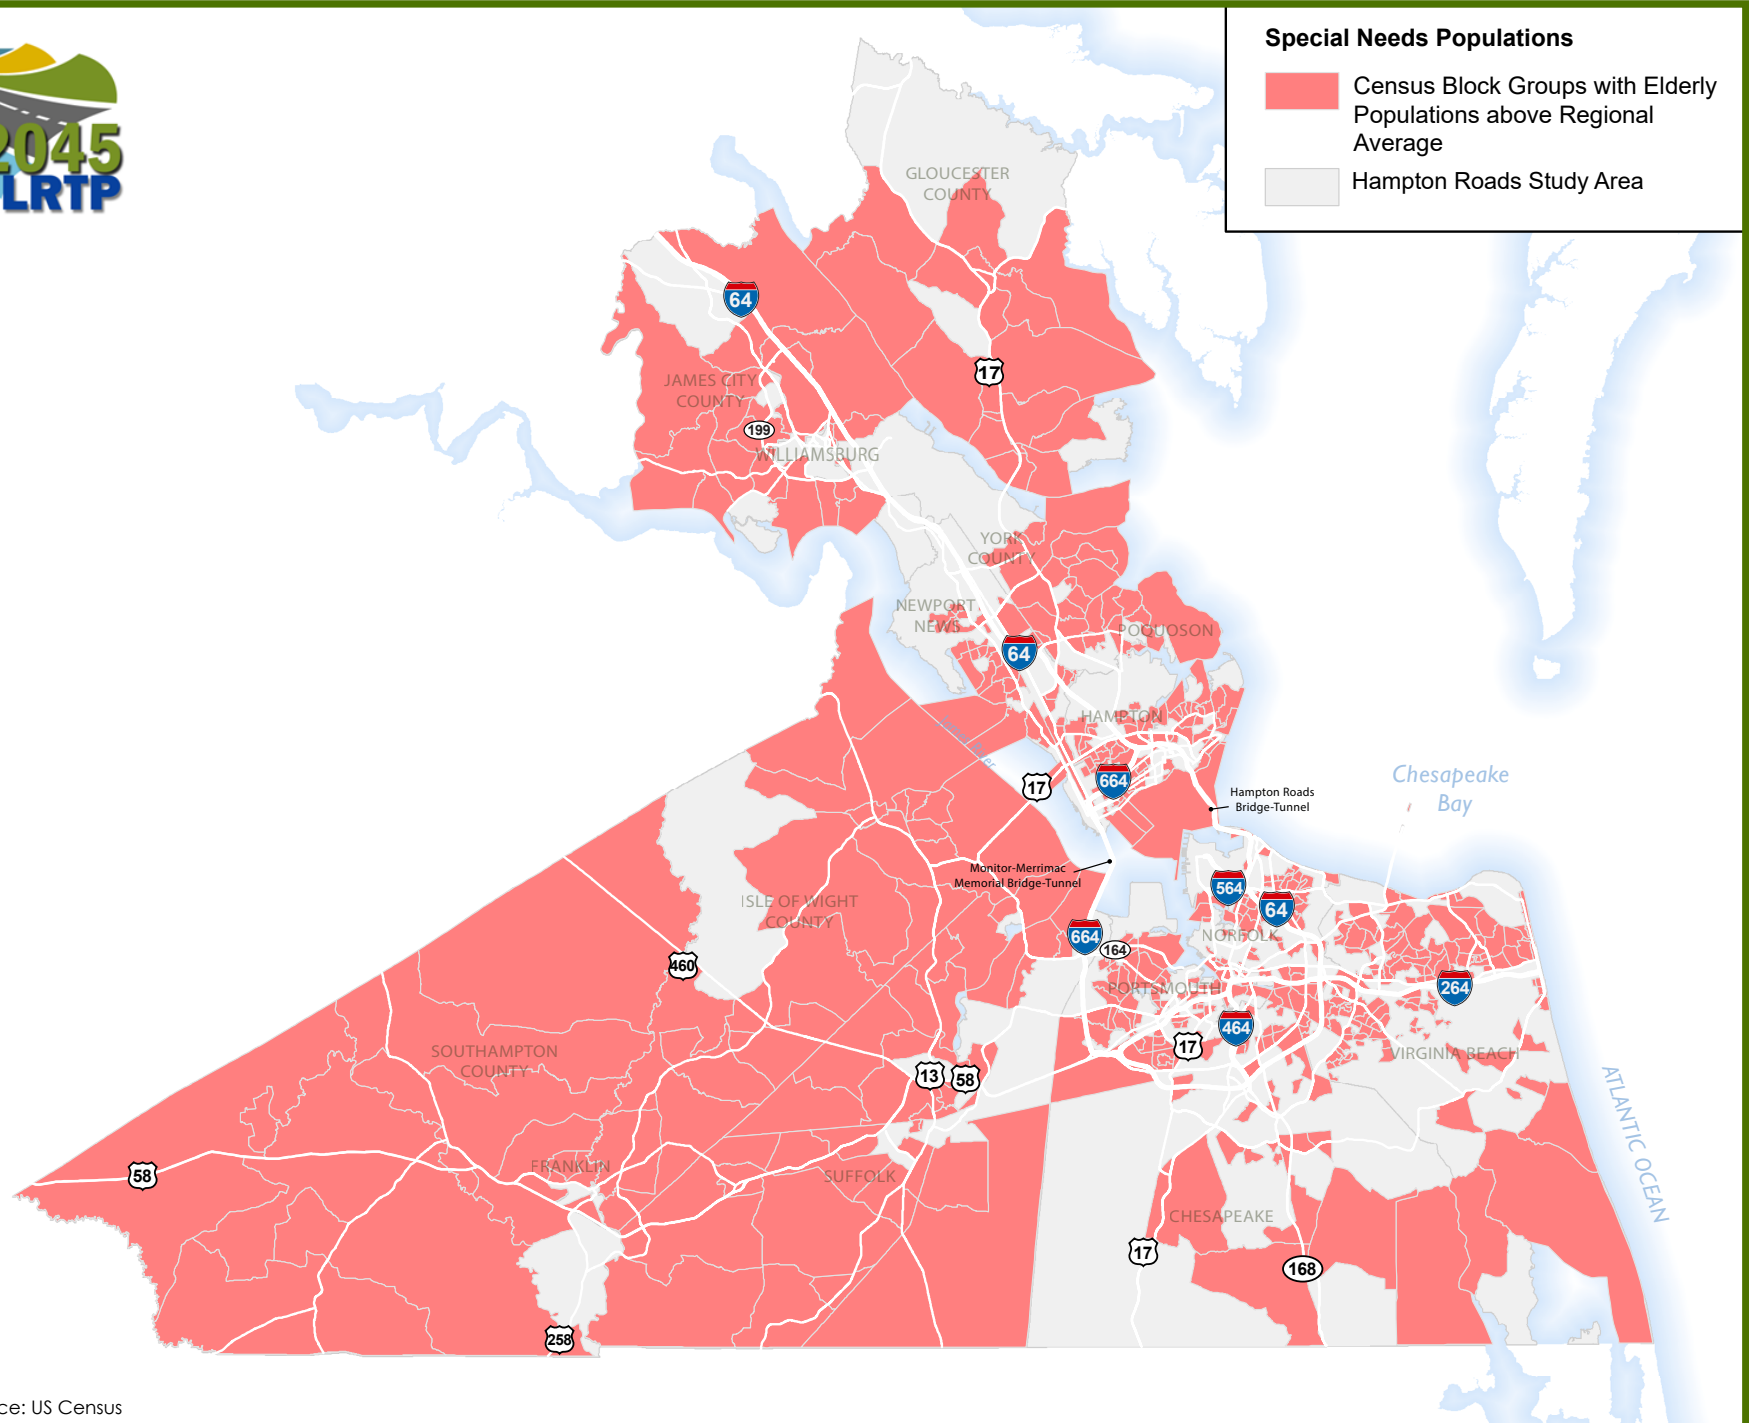 Special Needs Populations
Census Block Groups with Elderly
Populations above Regional
Average
Hampton Roads Study Area
2045
LRTP
GLOUCESTER
COUNTY
64
17
JAMES CITY
COUNTY
199
WILLIAMSBURG
YORK
COUNTY
NEWPORT
NEWS
POQUOSON
64
HAMPTON
James River
17
664
Hampton Roads
Bridge-Tunnel
Chesapeake
Bay
Monitor-Merrimac
Memorial Bridge-Tunnel
564
64
ISLE OF WIGHT
COUNTY
664
164
NORFOLK
460
PORTSMOUTH
264
464
17
SOUTHAMPTON
COUNTY
13
58
VIRGINIA BEACH
ATLANTIC OCEAN
58
FRANKLIN
SUFFOLK
CHESAPEAKE
17
168
258
ce: US Census